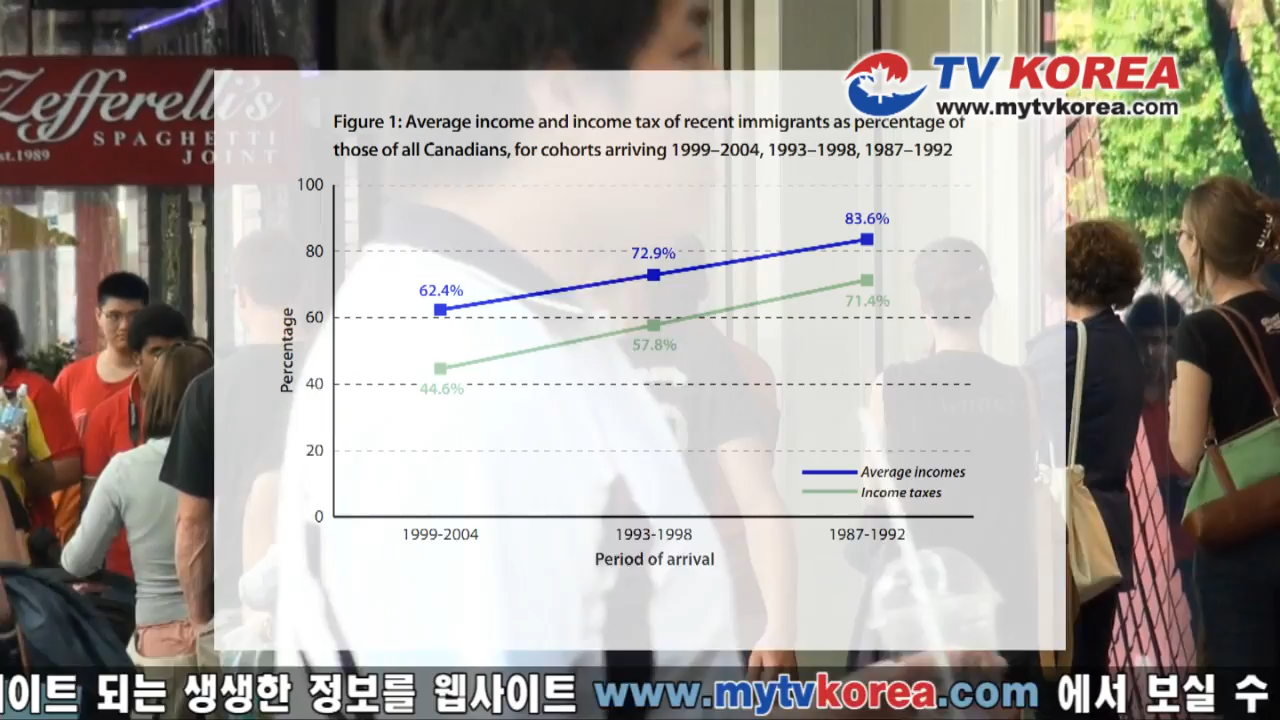 Zefferelli's
SPAGHETTI
JOINT
est.1989
TV KOREA
www.mytvkorea.com
Figure 1: Average income and income tax of recent immigrants as percentage of
those of all Canadians, for cohorts arriving 1999–2004, 1993–1998, 1987–1992
100
80
60
40
20
0
Percentage
83.6%
72.9%
62.4%
71.4%
57.8%
44.6%
Average incomes
Income taxes
1999-2004
1993-1998
1987-1992
Period of arrival
되는 생생한 정보를 웹사이트 www.mytvkorea.com 에서 보실 수